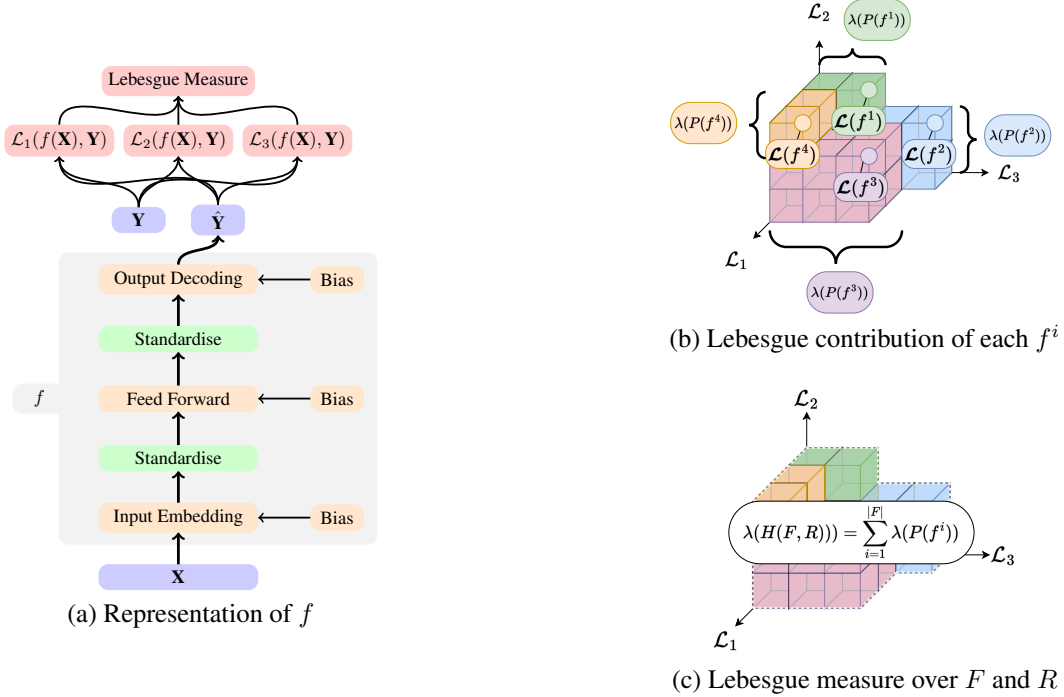 Lebesgue Measure
ℒ₁(f(𝐗), 𝐘)
ℒ₂(f(𝐗), 𝐘)
ℒ₃(f(𝐗), 𝐘)
𝐘
𝐘̂
Output Decoding
Bias
Standardise
f
Feed Forward
Bias
Standardise
Input Embedding
Bias
𝐗
(a) Representation of f
ℒ₂
λ(P(f¹))
λ(P(f⁴))
ℒ(f¹)
λ(P(f²))
ℒ(f⁴)
ℒ(f²)
ℒ₃
ℒ(f³)
ℒ₁
λ(P(f³))
(b) Lebesgue contribution of each fⁱ
ℒ₂
λ(H(F, R))) = ∑_{i=1}^{|F|} λ(P(fⁱ))
ℒ₃
ℒ₁
(c) Lebesgue measure over F and R